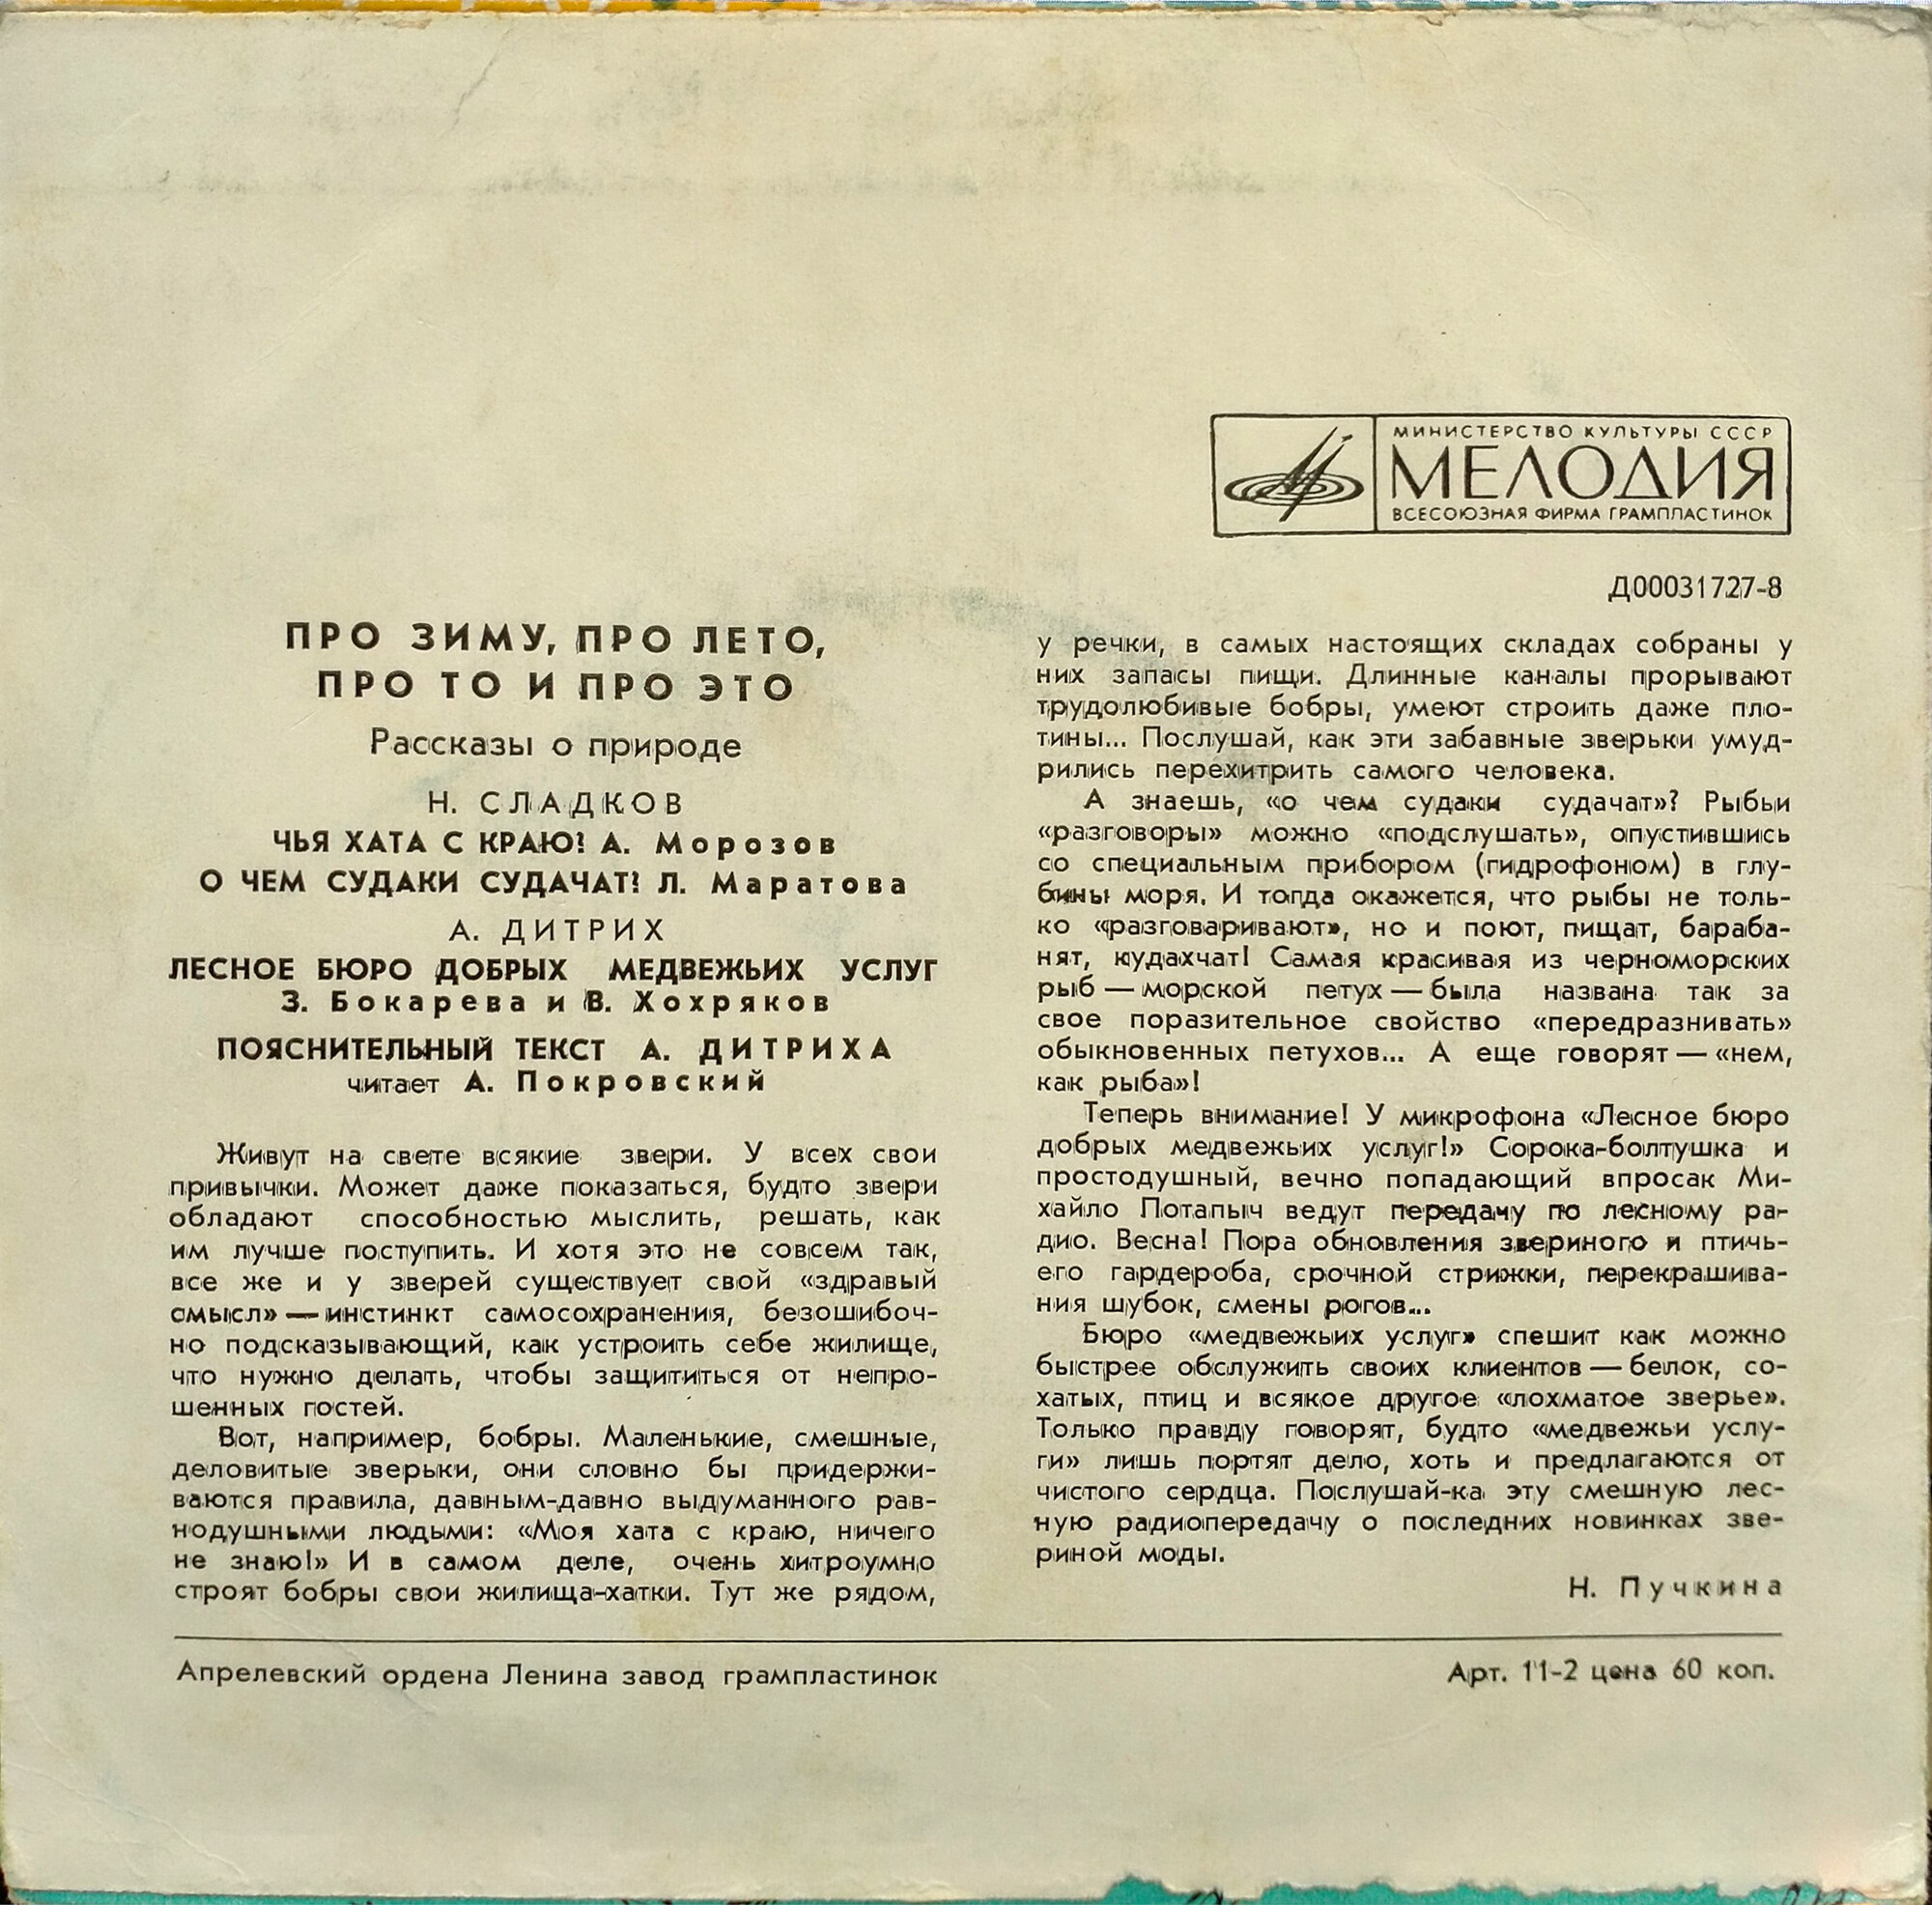 МИНИСТЕРСТВО КУЛЬТУРЫ СССР
МЕЛОДИЯ
ВСЕСОЮЗНАЯ ФИРМА ГРАМПЛАСТИНОК
Д00031727-8
ПРО ЗИМУ, ПРО ЛЕТО,
ПРО ТО И ПРО ЭТО
Рассказы о природе
Н. СЛАДКОВ
ЧЬЯ ХАТА С КРАЮ? А. Морозов
О ЧЕМ СУДАКИ СУДАЧАТ? Л. Маратова
А. ДИТРИХ
ЛЕСНОЕ БЮРО ДОБРЫХ МЕДВЕЖЬИХ УСЛУГ
З. Бокарева и В. Хохряков
ПОЯСНИТЕЛЬНЫЙ ТЕКСТ А. ДИТРИХА
читает А. Покровский
Живут на свете всякие звери. У всех свои
привычки. Может даже показаться, будто звери
обладают способностью мыслить, решать, как
им лучше поступить. И хотя это не совсем так,
все же и у зверей существует свой «здравый
смысл» — инстинкт самосохранения, безошибоч-
но подсказывающий, как устроить себе жилище,
что нужно делать, чтобы защититься от непро-
шенных гостей.
Вот, например, бобры. Маленькие, смешные,
деловитые зверьки, они словно бы придержи-
ваются правила, давным-давно выдуманного рав-
нодушными людыми: «Моя хата с краю, ничего
не знаю!» И в самом деле, очень хитроумно
строят бобры свои жилища-хатки. Тут же рядом,
у речки, в самых настоящих складах собраны у
них запасы пищи. Длинные каналы прорывают
трудолюбивые бобры, умеют строить даже пло-
тины... Послушай, как эти забавные зверьки умуд-
рились перехитрить самого человека.
А знаешь, «о чем судаки судачат»? Рыбьи
«разговоры» можно «подслушать», опустившись
со специальным прибором (гидрофоном) в глу-
бины моря. И тогда окажется, что рыбы не толь-
ко «разговаривают», но и поют, пищат, бараба-
нят, кудахчат! Самая красивая из черноморских
рыб — морской петух — была названа так за
свое поразительное свойство «передразнивать»
обыкновенных петухов... А еще говорят — «нем,
как рыба»!
Теперь внимание! У микрофона «Лесное бюро
добрых медвежьих услуг!» Сорока-болтушка и
простодушный, вечно попадающий впросак Ми-
хайло Потапыч ведут передачу по лесному ра-
дио. Весна! Пора обновления звериного и птичь-
его гардероба, срочной стрижки, перекрашива-
ния шубок, смены рогов...
Бюро «медвежьих услуг» спешит как можно
быстрее обслужить своих клиентов — белок, со-
хатых, птиц и всякое другое «лохматое зверье».
Только правду говорят, будто «медвежьи услу-
ги» лишь портят дело, хоть и предлагаются от
чистого сердца. Послушай-ка эту смешную лес-
ную радиопередачу о последних новинках зве-
риной моды.
Н. Пучкина
Апрелевский ордена Ленина завод грампластинок
Арт. 11-2 цена 60 коп.